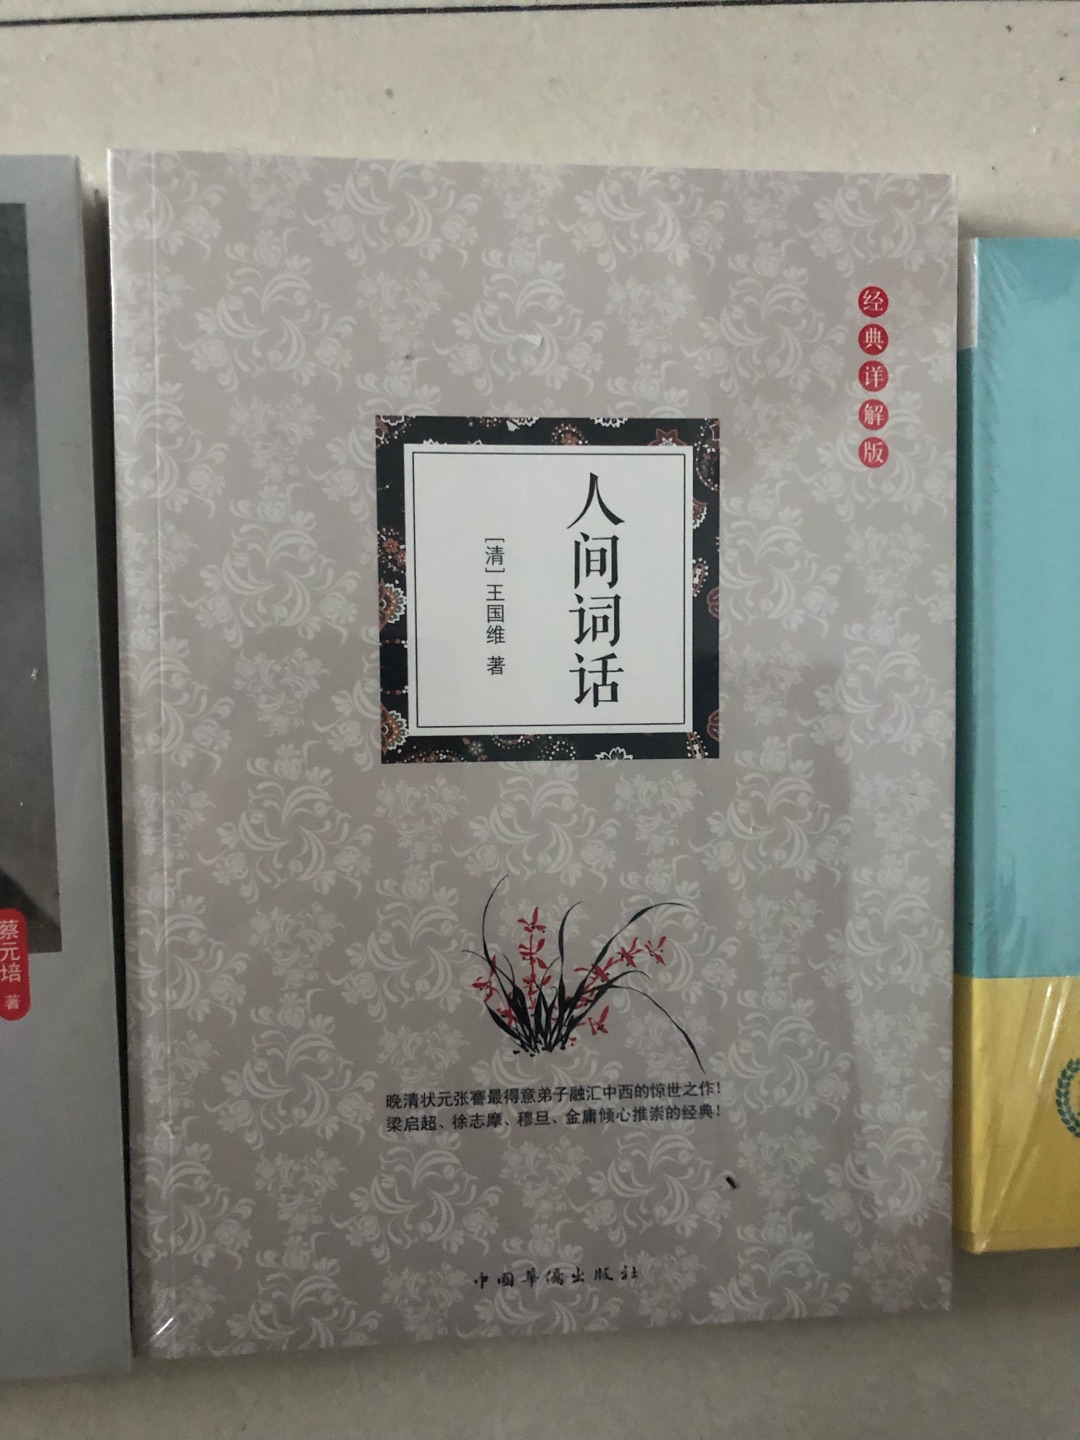 经典详解版
人间词话
[清] 王国维 著
晚清状元张謇最得意弟子融汇中西的惊世之作!
梁启超、徐志摩、穆旦、金庸倾心推崇的经典!
中国华侨出版社
蔡元培 著